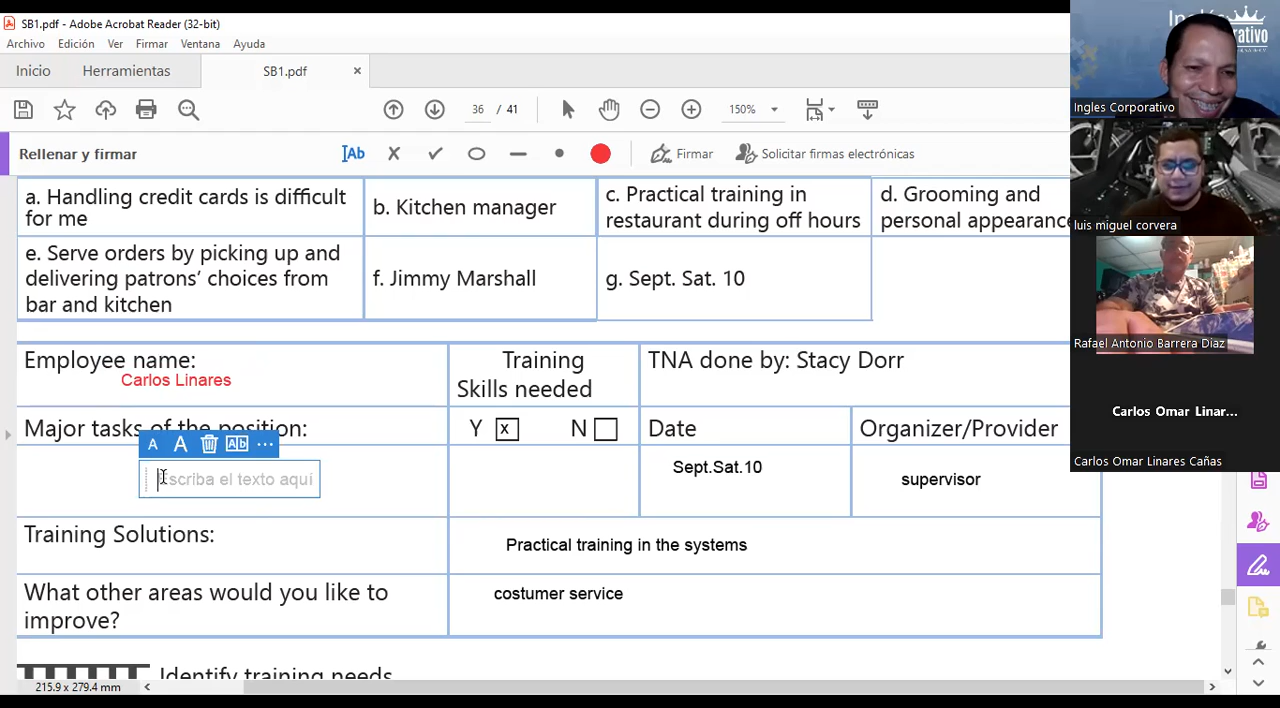 SB1.pdf - Adobe Acrobat Reader (32-bit)
Archivo Edición Ver Firmar Ventana Ayuda
Inicio Herramientas SB1.pdf ×
36 / 41 150%
Rellenar y firmar
Ab Firmar Solicitar firmas electrónicas
a. Handling credit cards is difficult
for me
b. Kitchen manager
c. Practical training in
restaurant during off hours
d. Grooming and
personal appearance
e. Serve orders by picking up and
delivering patrons' choices from
bar and kitchen
f. Jimmy Marshall
g. Sept. Sat. 10
Employee name:
Carlos Linares
Training
Skills needed
TNA done by: Stacy Dorr
Major tasks of the position:
Y x N
Date
Organizer/Provider
A A Ab ...
Escriba el texto aquí
Sept.Sat.10
supervisor
Training Solutions:
Practical training in the systems
What other areas would you like to
improve?
costumer service
Identify training needs
215.9 x 279.4 mm
Ingles Corporativo
luis miguel corvera
Rafael Antonio Barrera Diaz
Carlos Omar Linar...
Carlos Omar Linares Cañas